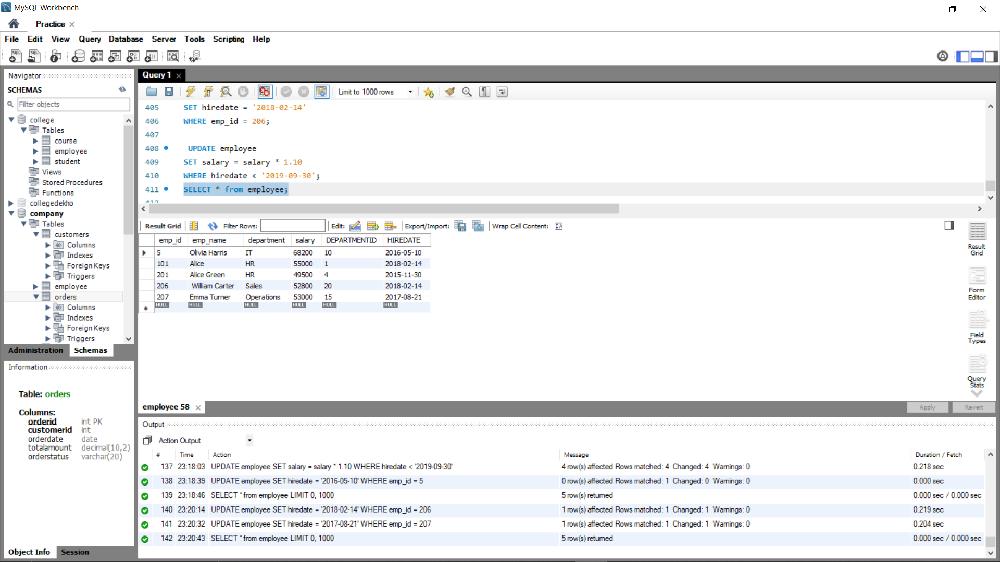 MySQL Workbench
Practice
File Edit View Query Database Server Tools Scripting Help
Navigator
SCHEMAS
Filter objects
college
Tables
course
employee
student
Views
Stored Procedures
Functions
collegedekho
company
Tables
customers
Columns
Indexes
Foreign Keys
Triggers
employee
orders
Columns
Indexes
Foreign Keys
Triggers
Administration Schemas
Information
Table: orders
Columns:
orderid int PK
customerid int
orderdate date
totalamount decimal(10,2)
orderstatus varchar(20)
Object Info Session
Query 1
Limit to 1000 rows
405 SET hiredate = '2018-02-14'
406 WHERE emp_id = 206;
407
408 UPDATE employee
409 SET salary = salary * 1.10
410 WHERE hiredate < '2019-09-30';
411 SELECT * from employee;
412
Result Grid Filter Rows: Edit: Export/Import: Wrap Cell Content:
emp_id emp_name department salary DEPARTMENTID HIREDATE
5 Olivia Harris IT 68200 10 2016-05-10
101 Alice HR 55000 1 2018-02-14
201 Alice Green HR 49500 4 2015-11-30
206 William Carter Sales 52800 20 2018-02-14
207 Emma Turner Operations 53000 15 2017-08-21
NULL NULL NULL NULL NULL NULL
Result
Grid
Form
Editor
Field
Types
Query
Stats
employee 58
Apply Revert
Output
Action Output
# Time Action Message Duration / Fetch
137 23:18:03 UPDATE employee SET salary = salary * 1.10 WHERE hiredate < '2019-09-30' 4 row(s) affected Rows matched: 4 Changed: 4 Warnings: 0 0.218 sec
138 23:18:39 UPDATE employee SET hiredate = '2016-05-10' WHERE emp_id = 5 0 row(s) affected Rows matched: 1 Changed: 0 Warnings: 0 0.000 sec
139 23:18:46 SELECT * from employee LIMIT 0, 1000 5 row(s) returned 0.000 sec / 0.000 sec
140 23:20:14 UPDATE employee SET hiredate = '2018-02-14' WHERE emp_id = 206 1 row(s) affected Rows matched: 1 Changed: 1 Warnings: 0 0.219 sec
141 23:20:32 UPDATE employee SET hiredate = '2017-08-21' WHERE emp_id = 207 1 row(s) affected Rows matched: 1 Changed: 1 Warnings: 0 0.204 sec
142 23:20:43 SELECT * from employee LIMIT 0, 1000 5 row(s) returned 0.000 sec / 0.000 sec